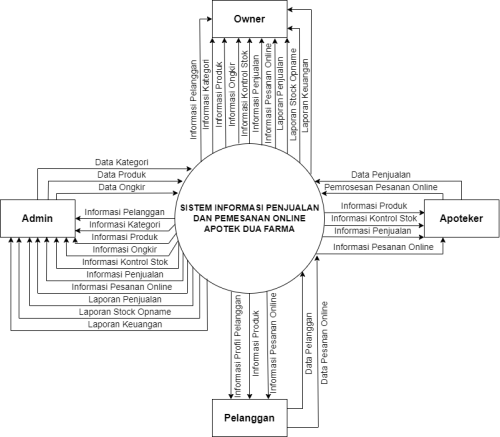 Owner
Informasi Pelanggan
Informasi Kategori
Informasi Produk
Informasi Ongkir
Informasi Kontrol Stok
Informasi Penjualan
Informasi Pesanan Online
Laporan Penjualan
Laporan Stock Opname
Laporan Keuangan
Data Kategori
Data Produk
Data Ongkir
Admin
Informasi Pelanggan
Informasi Kategori
Informasi Produk
Informasi Ongkir
Informasi Kontrol Stok
Informasi Penjualan
Informasi Pesanan Online
Laporan Penjualan
Laporan Stock Opname
Laporan Keuangan
SISTEM INFORMASI PENJUALAN
DAN PEMESANAN ONLINE
APOTEK DUA FARMA
Data Penjualan
Pemrosesan Pesanan Online
Informasi Produk
Informasi Kontrol Stok
Informasi Penjualan
Informasi Pesanan Online
Apoteker
Informasi Profil Pelanggan
Informasi Produk
Informasi Pesanan Online
Data Pelanggan
Data Pesanan Online
Pelanggan